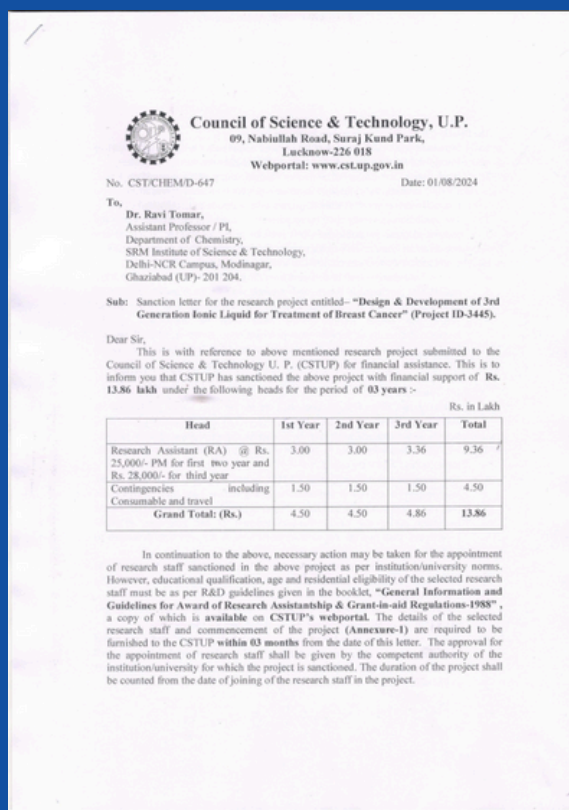 Council of Science & Technology, U.P.
09, Nabiullah Road, Suraj Kund Park,
Lucknow-226 018
Webportal: www.cst.up.gov.in
No. CST/CHEM/D-647 Date: 01/08/2024
To,
Dr. Ravi Tomar,
Assistant Professor / PI,
Department of Chemistry,
SRM Institute of Science & Technology,
Delhi-NCR Campus, Modinagar,
Ghaziabad (UP)- 201 204.
Sub: Sanction letter for the research project entitled– “Design & Development of 3rd
Generation Ionic Liquid for Treatment of Breast Cancer” (Project ID-3445).
Dear Sir,
This is with reference to above mentioned research project submitted to the
Council of Science & Technology U. P. (CSTUP) for financial assistance. This is to
inform you that CSTUP has sanctioned the above project with financial support of Rs.
13.86 lakh under the following heads for the period of 03 years :-
Rs. in Lakh
Head 1st Year 2nd Year 3rd Year Total
Research Assistant (RA) @ Rs. 3.00 3.00 3.36 9.36
25,000/- PM for first two year and
Rs. 28,000/- for third year
Contingencies including 1.50 1.50 1.50 4.50
Consumable and travel
Grand Total: (Rs.) 4.50 4.50 4.86 13.86
In continuation to the above, necessary action may be taken for the appointment
of research staff sanctioned in the above project as per institution/university norms.
However, educational qualification, age and residential eligibility of the selected research
staff must be as per R&D guidelines given in the booklet, “General Information and
Guidelines for Award of Research Assistantship & Grant-in-aid Regulations-1988” ,
a copy of which is available on CSTUP's webportal. The details of the selected
research staff and commencement of the project (Annexure-1) are required to be
furnished to the CSTUP within 03 months from the date of this letter. The approval for
the appointment of research staff shall be given by the competent authority of the
institution/university for which the project is sanctioned. The duration of the project shall
be counted from the date of joining of the research staff in the project.